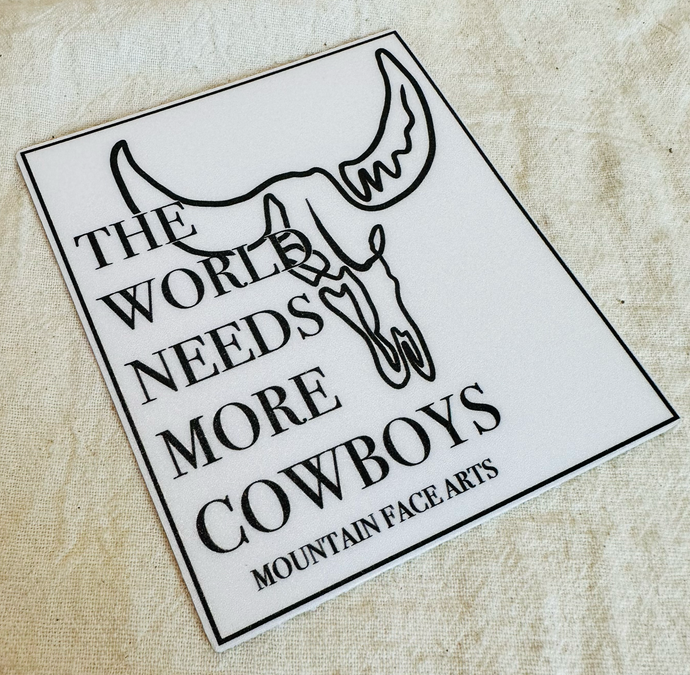 THE
WORLD
NEEDS
MORE
COWBOYS
MOUNTAIN FACE ARTS